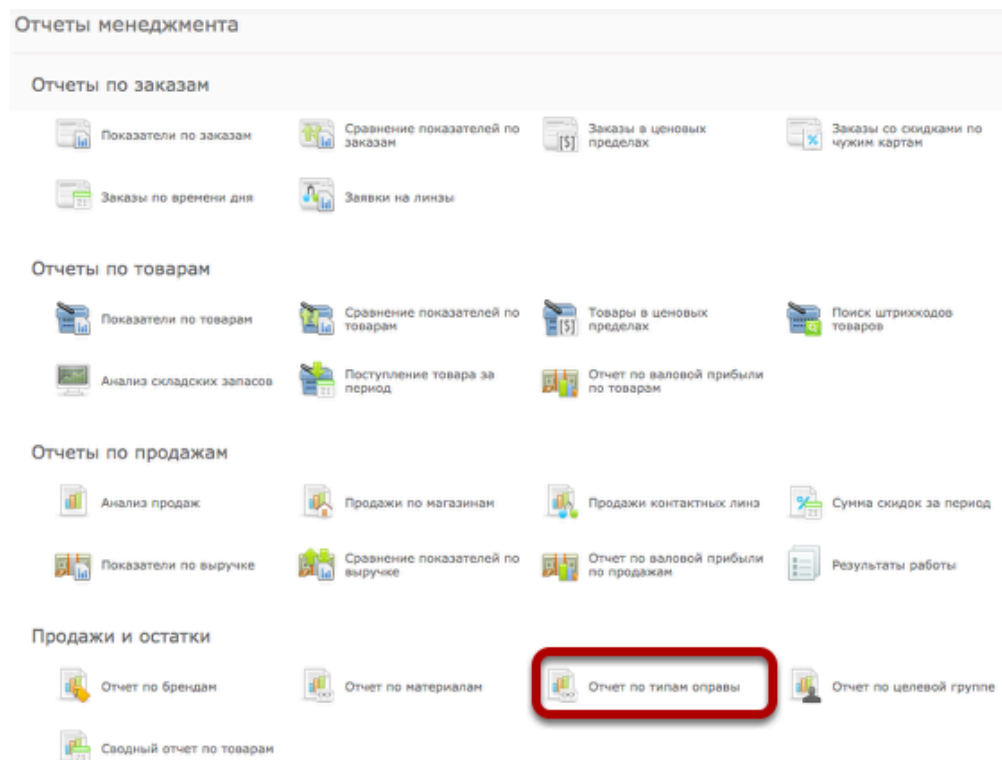 Отчеты менеджмента
Отчеты по заказам
Показатели по заказам
Сравнение показателей по
заказам
Заказы в ценовых
пределах
Заказы со скидками по
чужим картам
Заказы по времени дня
Заявки на линзы
Отчеты по товарам
Показатели по товарам
Сравнение показателей по
товарам
Товары в ценовых
пределах
Поиск штрихкодов
товаров
Анализ складских запасов
Поступление товара за
период
Отчет по валовой прибыли
по товарам
Отчеты по продажам
Анализ продаж
Продажи по магазинам
Продажи контактных линз
Сумма скидок за период
Показатели по выручке
Сравнение показателей по
выручке
Отчет по валовой прибыли
по продажам
Результаты работы
Продажи и остатки
Отчет по брендам
Отчет по материалам
Отчет по типам оправы
Отчет по целевой группе
Сводный отчет по товарам